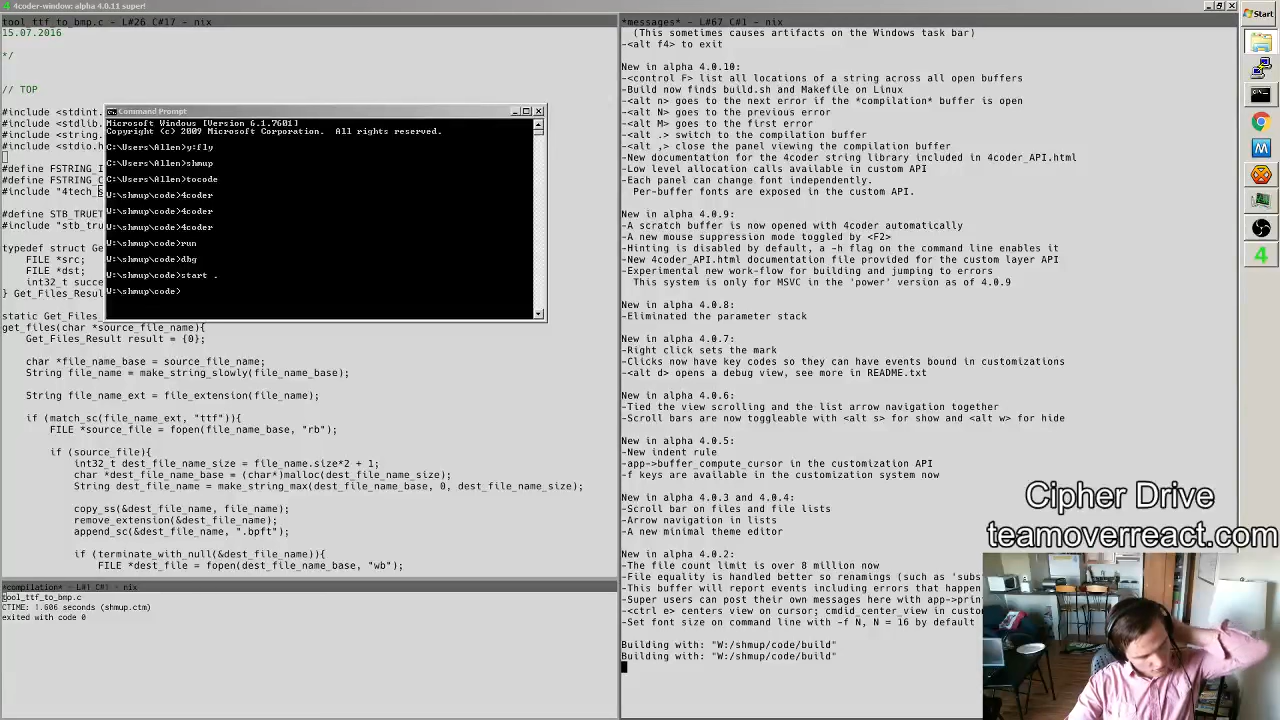 4coder-window: alpha 4.0.11 super!
Start
tool_ttf_to_bmp.c - L#26 C#17 - nix
15.07.2016
*/
// TOP
#include <stdint.
#include <stdlib.
#include <string.
#include <stdio.h
#define FSTRING_I
#define FSTRING_C
#include "4tech_
#define STB_TRUET
#include "stb_tru
typedef struct Ge
FILE *src;
FILE *dst;
int32_t succe
} Get_Files_Resul
static Get_Files_
get_files(char *source_file_name){
Get_Files_Result result = {0};
char *file_name_base = source_file_name;
String file_name = make_string_slowly(file_name_base);
String file_name_ext = file_extension(file_name);
if (match_sc(file_name_ext, "ttf")){
FILE *source_file = fopen(file_name_base, "rb");
if (source_file){
int32_t dest_file_name_size = file_name.size*2 + 1;
char *dest_file_name_base = (char*)malloc(dest_file_name_size);
String dest_file_name = make_string_max(dest_file_name_base, 0, dest_file_name_size);
copy_ss(&dest_file_name, file_name);
remove_extension(&dest_file_name);
append_sc(&dest_file_name, ".bpft");
if (terminate_with_null(&dest_file_name)){
FILE *dest_file = fopen(dest_file_name_base, "wb");
Command Prompt
Microsoft Windows [Version 6.1.7601]
Copyright (c) 2009 Microsoft Corporation.  All rights reserved.
C:\Users\Allen>y:fly
C:\Users\Allen>shmup
C:\Users\Allen>tocode
W:\shmup\code>4coder
W:\shmup\code>4coder
W:\shmup\code>4coder
W:\shmup\code>run
W:\shmup\code>dbg
W:\shmup\code>start .
W:\shmup\code>
*compilation* - L#1 C#1 - nix
tool_ttf_to_bmp.c
CTIME: 1.606 seconds (shmup.ctm)
exited with code 0
*messages* - L#67 C#1 - nix
(This sometimes causes artifacts on the Windows task bar)
-<alt f4> to exit
New in alpha 4.0.10:
-<control F> list all locations of a string across all open buffers
-Build now finds build.sh and Makefile on Linux
-<alt n> goes to the next error if the *compilation* buffer is open
-<alt N> goes to the previous error
-<alt M> goes to the first error
-<alt .> switch to the compilation buffer
-<alt ,> close the panel viewing the compilation buffer
-New documentation for the 4coder string library included in 4coder_API.html
-Low level allocation calls available in custom API
-Each panel can change font independently.
Per-buffer fonts are exposed in the custom API.
New in alpha 4.0.9:
-A scratch buffer is now opened with 4coder automatically
-A new mouse suppression mode toggled by <F2>
-Hinting is disabled by default, a -h flag on the command line enables it
-New 4coder_API.html documentation file provided for the custom layer API
-Experimental new work-flow for building and jumping to errors
This system is only for MSVC in the 'power' version as of 4.0.9
New in alpha 4.0.8:
-Eliminated the parameter stack
New in alpha 4.0.7:
-Right click sets the mark
-Clicks now have key codes so they can have events bound in customizations
-<alt d> opens a debug view, see more in README.txt
New in alpha 4.0.6:
-Tied the view scrolling and the list arrow navigation together
-Scroll bars are now toggleable with <alt s> for show and <alt w> for hide
New in alpha 4.0.5:
-New indent rule
-app->buffer_compute_cursor in the customization API
-f keys are available in the customization system now
New in alpha 4.0.3 and 4.0.4:
-Scroll bar on files and file lists
-Arrow navigation in lists
-A new minimal theme editor
New in alpha 4.0.2:
-The file count limit is over 8 million now
-File equality is handled better so renamings (such as 'subs
-This buffer will report events including errors that happen
-Super users can post their own messages here with app->prin
-<ctrl e> centers view on cursor; cmdid_center_view in custom
-Set font size on command line with -f N, N = 16 by default
Building with: "W:/shmup/code/build"
Building with: "W:/shmup/code/build"
Cipher Drive
teamoverreact.com